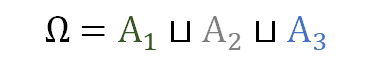 Ω = A₁ ⊔ A₂ ⊔ A₃